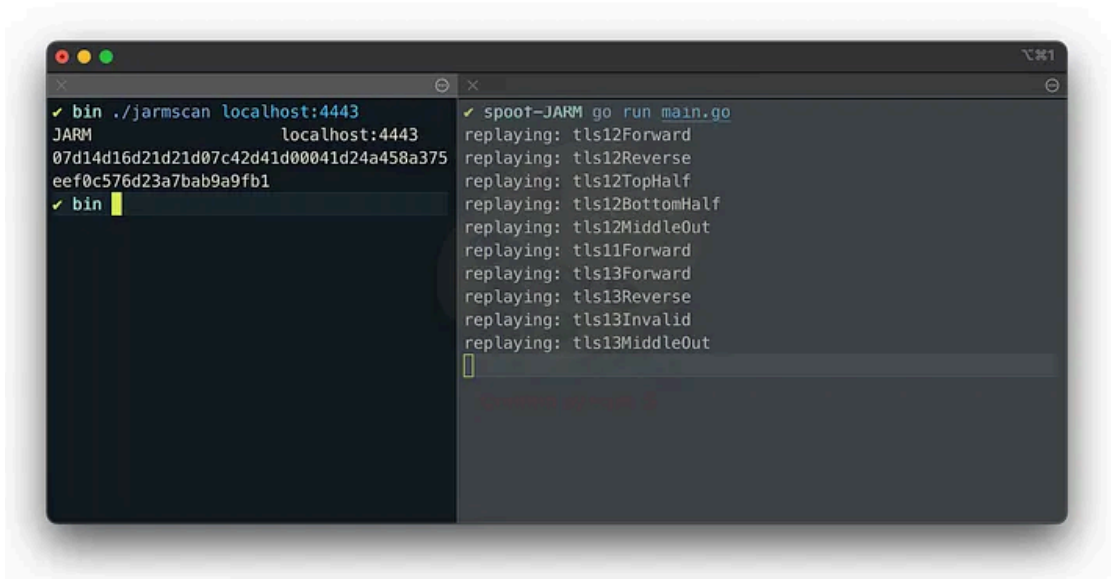 ⌥⌘1
✔ bin ./jarmscan localhost:4443
JARM localhost:4443
07d14d16d21d21d07c42d41d00041d24a458a375
eef0c576d23a7bab9a9fb1
✔ bin
✔ spoof-JARM go run main.go
replaying: tls12Forward
replaying: tls12Reverse
replaying: tls12TopHalf
replaying: tls12BottomHalf
replaying: tls12MiddleOut
replaying: tls11Forward
replaying: tls13Forward
replaying: tls13Reverse
replaying: tls13Invalid
replaying: tls13MiddleOut